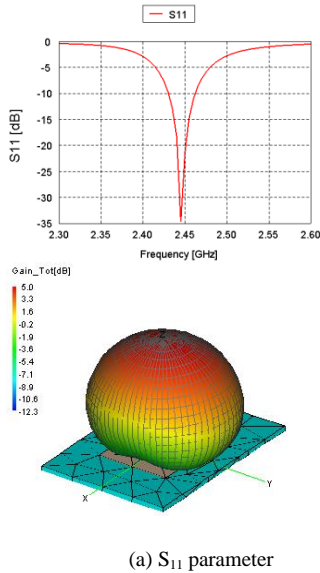 S11
S11 [dB]
0
-5
-10
-15
-20
-25
-30
-35
2.30 2.35 2.40 2.45 2.50 2.55 2.60
Frequency [GHz]
Gain_Tot[dB]
5.0
3.3
1.6
-0.2
-1.9
-3.6
-5.4
-7.1
-8.9
-10.6
-12.3
Z
X
Y
(a) S₁₁ parameter